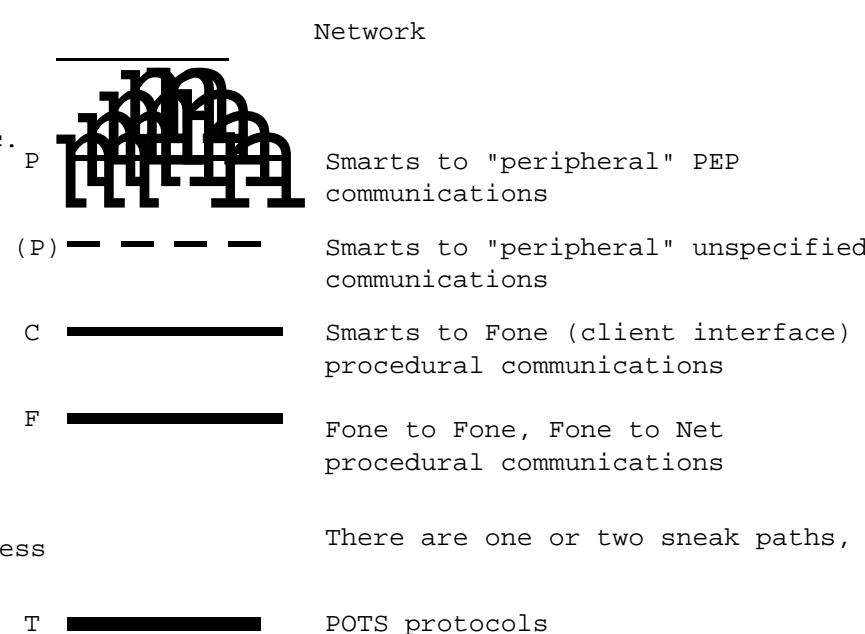 Network
P Smarts to "peripheral" PEP
communications
(P) Smarts to "peripheral" unspecified
communications
C Smarts to Fone (client interface)
procedural communications
F Fone to Fone, Fone to Net
procedural communications
There are one or two sneak paths,
ess
T POTS protocols